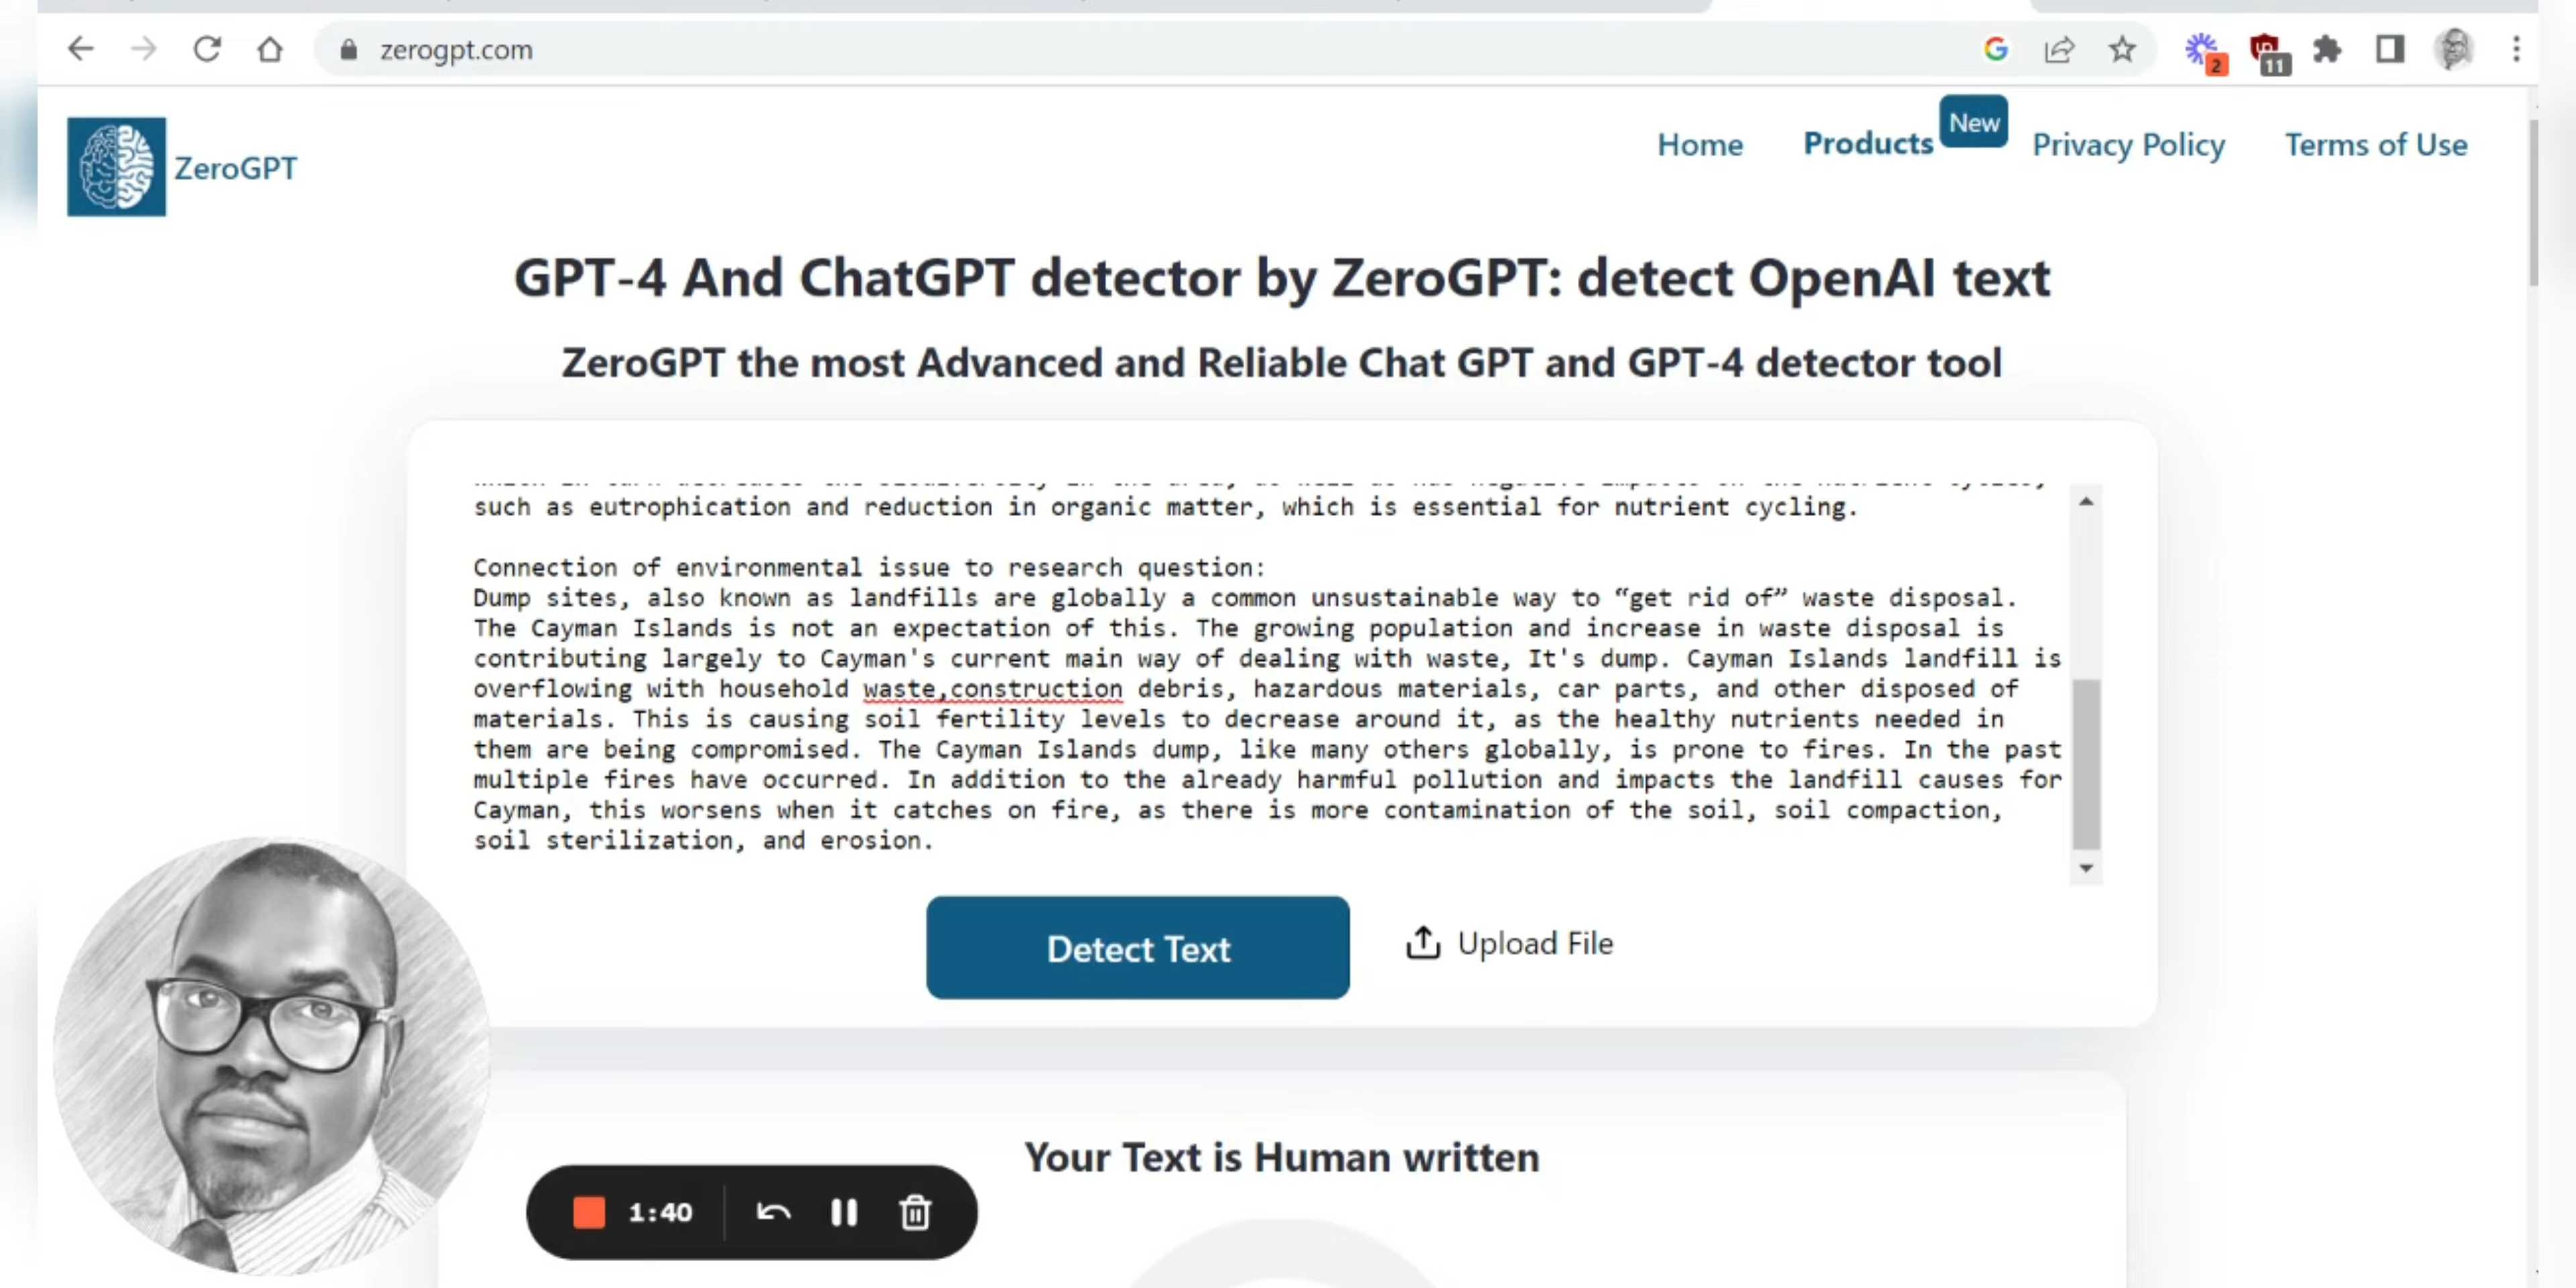 zerogpt.com
2
11
ZeroGPT
Home
Products
New
Privacy Policy
Terms of Use
GPT-4 And ChatGPT detector by ZeroGPT: detect OpenAI text
ZeroGPT the most Advanced and Reliable Chat GPT and GPT-4 detector tool
such as eutrophication and reduction in organic matter, which is essential for nutrient cycling.
Connection of environmental issue to research question:
Dump sites, also known as landfills are globally a common unsustainable way to “get rid of” waste disposal.
The Cayman Islands is not an expectation of this. The growing population and increase in waste disposal is
contributing largely to Cayman's current main way of dealing with waste, It's dump. Cayman Islands landfill is
overflowing with household waste,construction debris, hazardous materials, car parts, and other disposed of
materials. This is causing soil fertility levels to decrease around it, as the healthy nutrients needed in
them are being compromised. The Cayman Islands dump, like many others globally, is prone to fires. In the past
multiple fires have occurred. In addition to the already harmful pollution and impacts the landfill causes for
Cayman, this worsens when it catches on fire, as there is more contamination of the soil, soil compaction,
soil sterilization, and erosion.
Detect Text
Upload File
Your Text is Human written
1:40